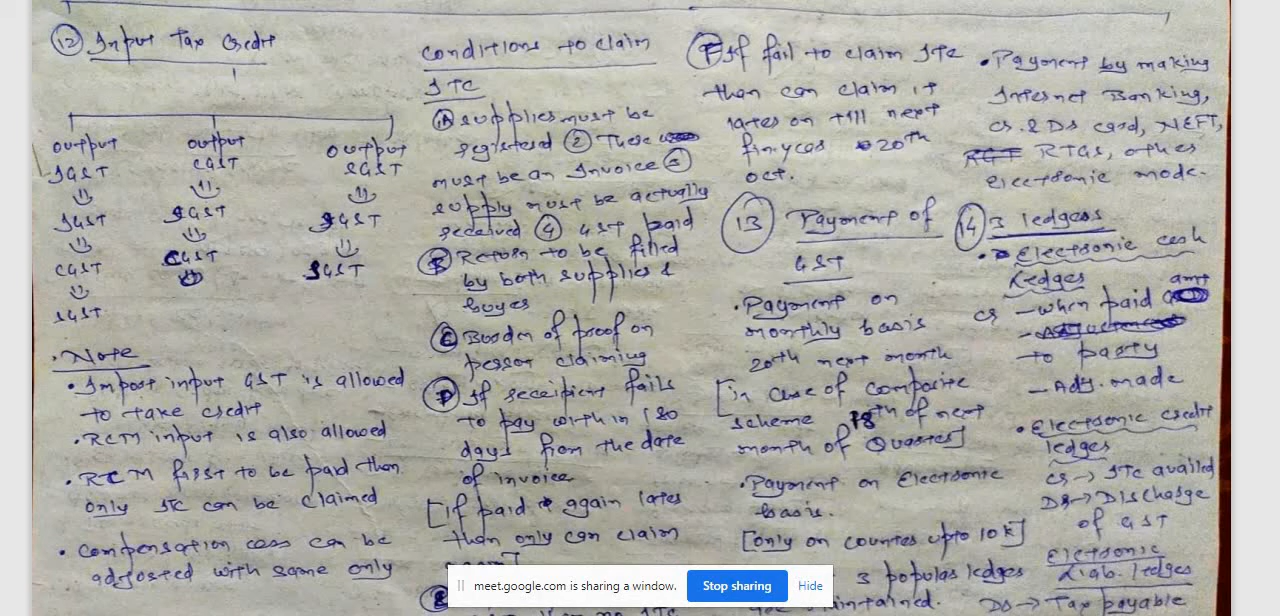 12 Input Tax Credit
output
IGST
IGST
CGST
SGST
output
CGST
IGST
CGST
output
SGST
IGST
SGST
Note
• Import input GST is allowed
to take credit
• RCM input is also allowed
• RCM first to be paid then
only ITC can be claimed
• Compensation cess can be
adjusted with same only
Conditions to claim
ITC
A supplies must be
registered 2 There
must be an Invoice 3
supply must be actually
received 4 GST paid
B Return to be filled
by both supplies &
buyer
C Burden of proof on
person claiming
D If receipient fails
to pay within 180
days from the date
of invoice
[If paid again later
then only can claim
F If fail to claim ITC
then can claim it
later on till next
fin. year 20th
Oct.
13 Payment of
GST
• Payment on
monthly basis
20th next month
[in case of composite
scheme 18th of next
month of Quarter]
• Payment on Electronic
basis.
[only on counter upto 10K]
3 popular ledges
maintained.
• Payment by making
Internet Banking,
Cr. & Dr card, NEFT,
RTGS, other
electronic mode.
14 3 ledgers
• Electronic cash
ledger
Cr – when paid amt
to party
– Adj. made
• Electronic credit
ledger
Cr → ITC availed
Dr → Discharge
of GST
Electronic
Liab. ledger
Dr → Tax payable
meet.google.com is sharing a window. Stop sharing Hide